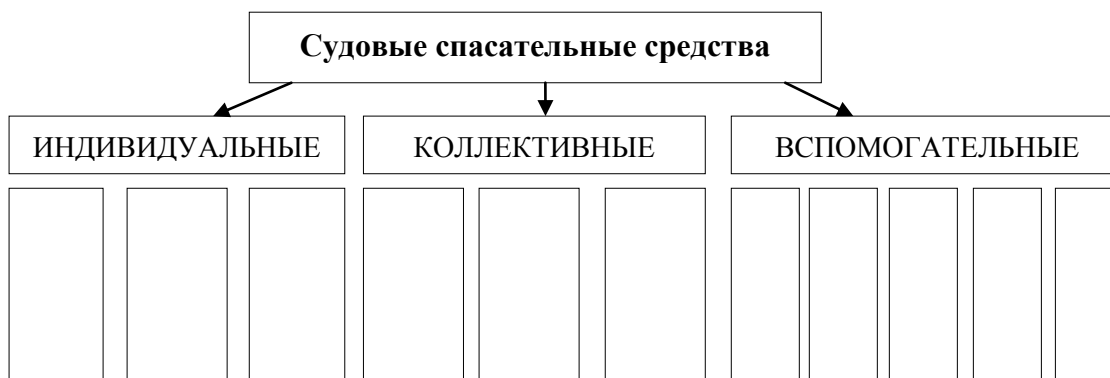 Судовые спасательные средства
ИНДИВИДУАЛЬНЫЕ
КОЛЛЕКТИВНЫЕ
ВСПОМОГАТЕЛЬНЫЕ